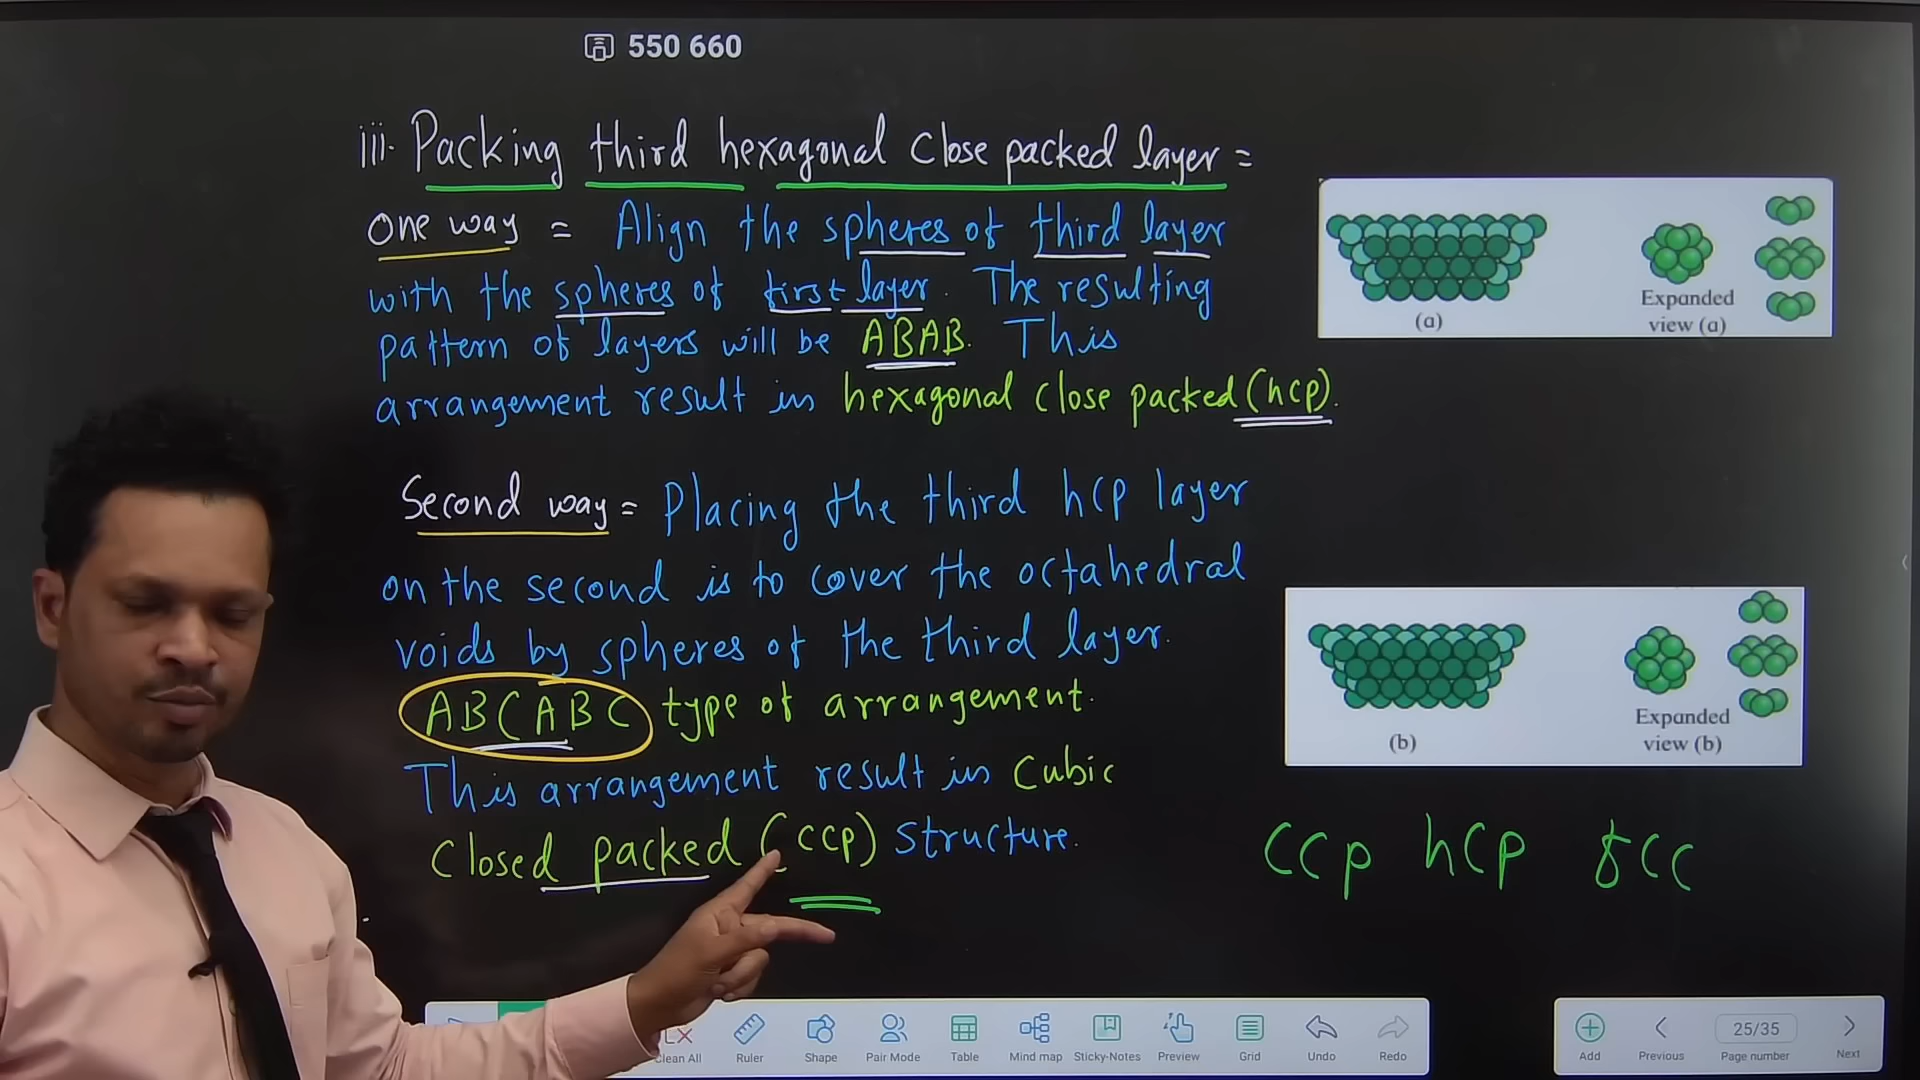 550 660
iii. Packing third hexagonal close packed layer =
One way = Align the spheres of third layer
with the spheres of first layer. The resulting
pattern of layers will be ABAB. This
arrangement result in hexagonal close packed (hcp).
(a)
Expanded
view (a)
Second way = Placing the third hcp layer
on the second is to cover the octahedral
voids by spheres of the third layer.
ABCABC type of arrangement.
This arrangement result in Cubic
Closed packed (ccp) structure.
(b)
Expanded
view (b)
CCp hCp fCC
Clean All
Ruler
Shape
Pair Mode
Table
Mind map
Sticky-Notes
Preview
Grid
Undo
Redo
Add
Previous
25/35
Page number
Next